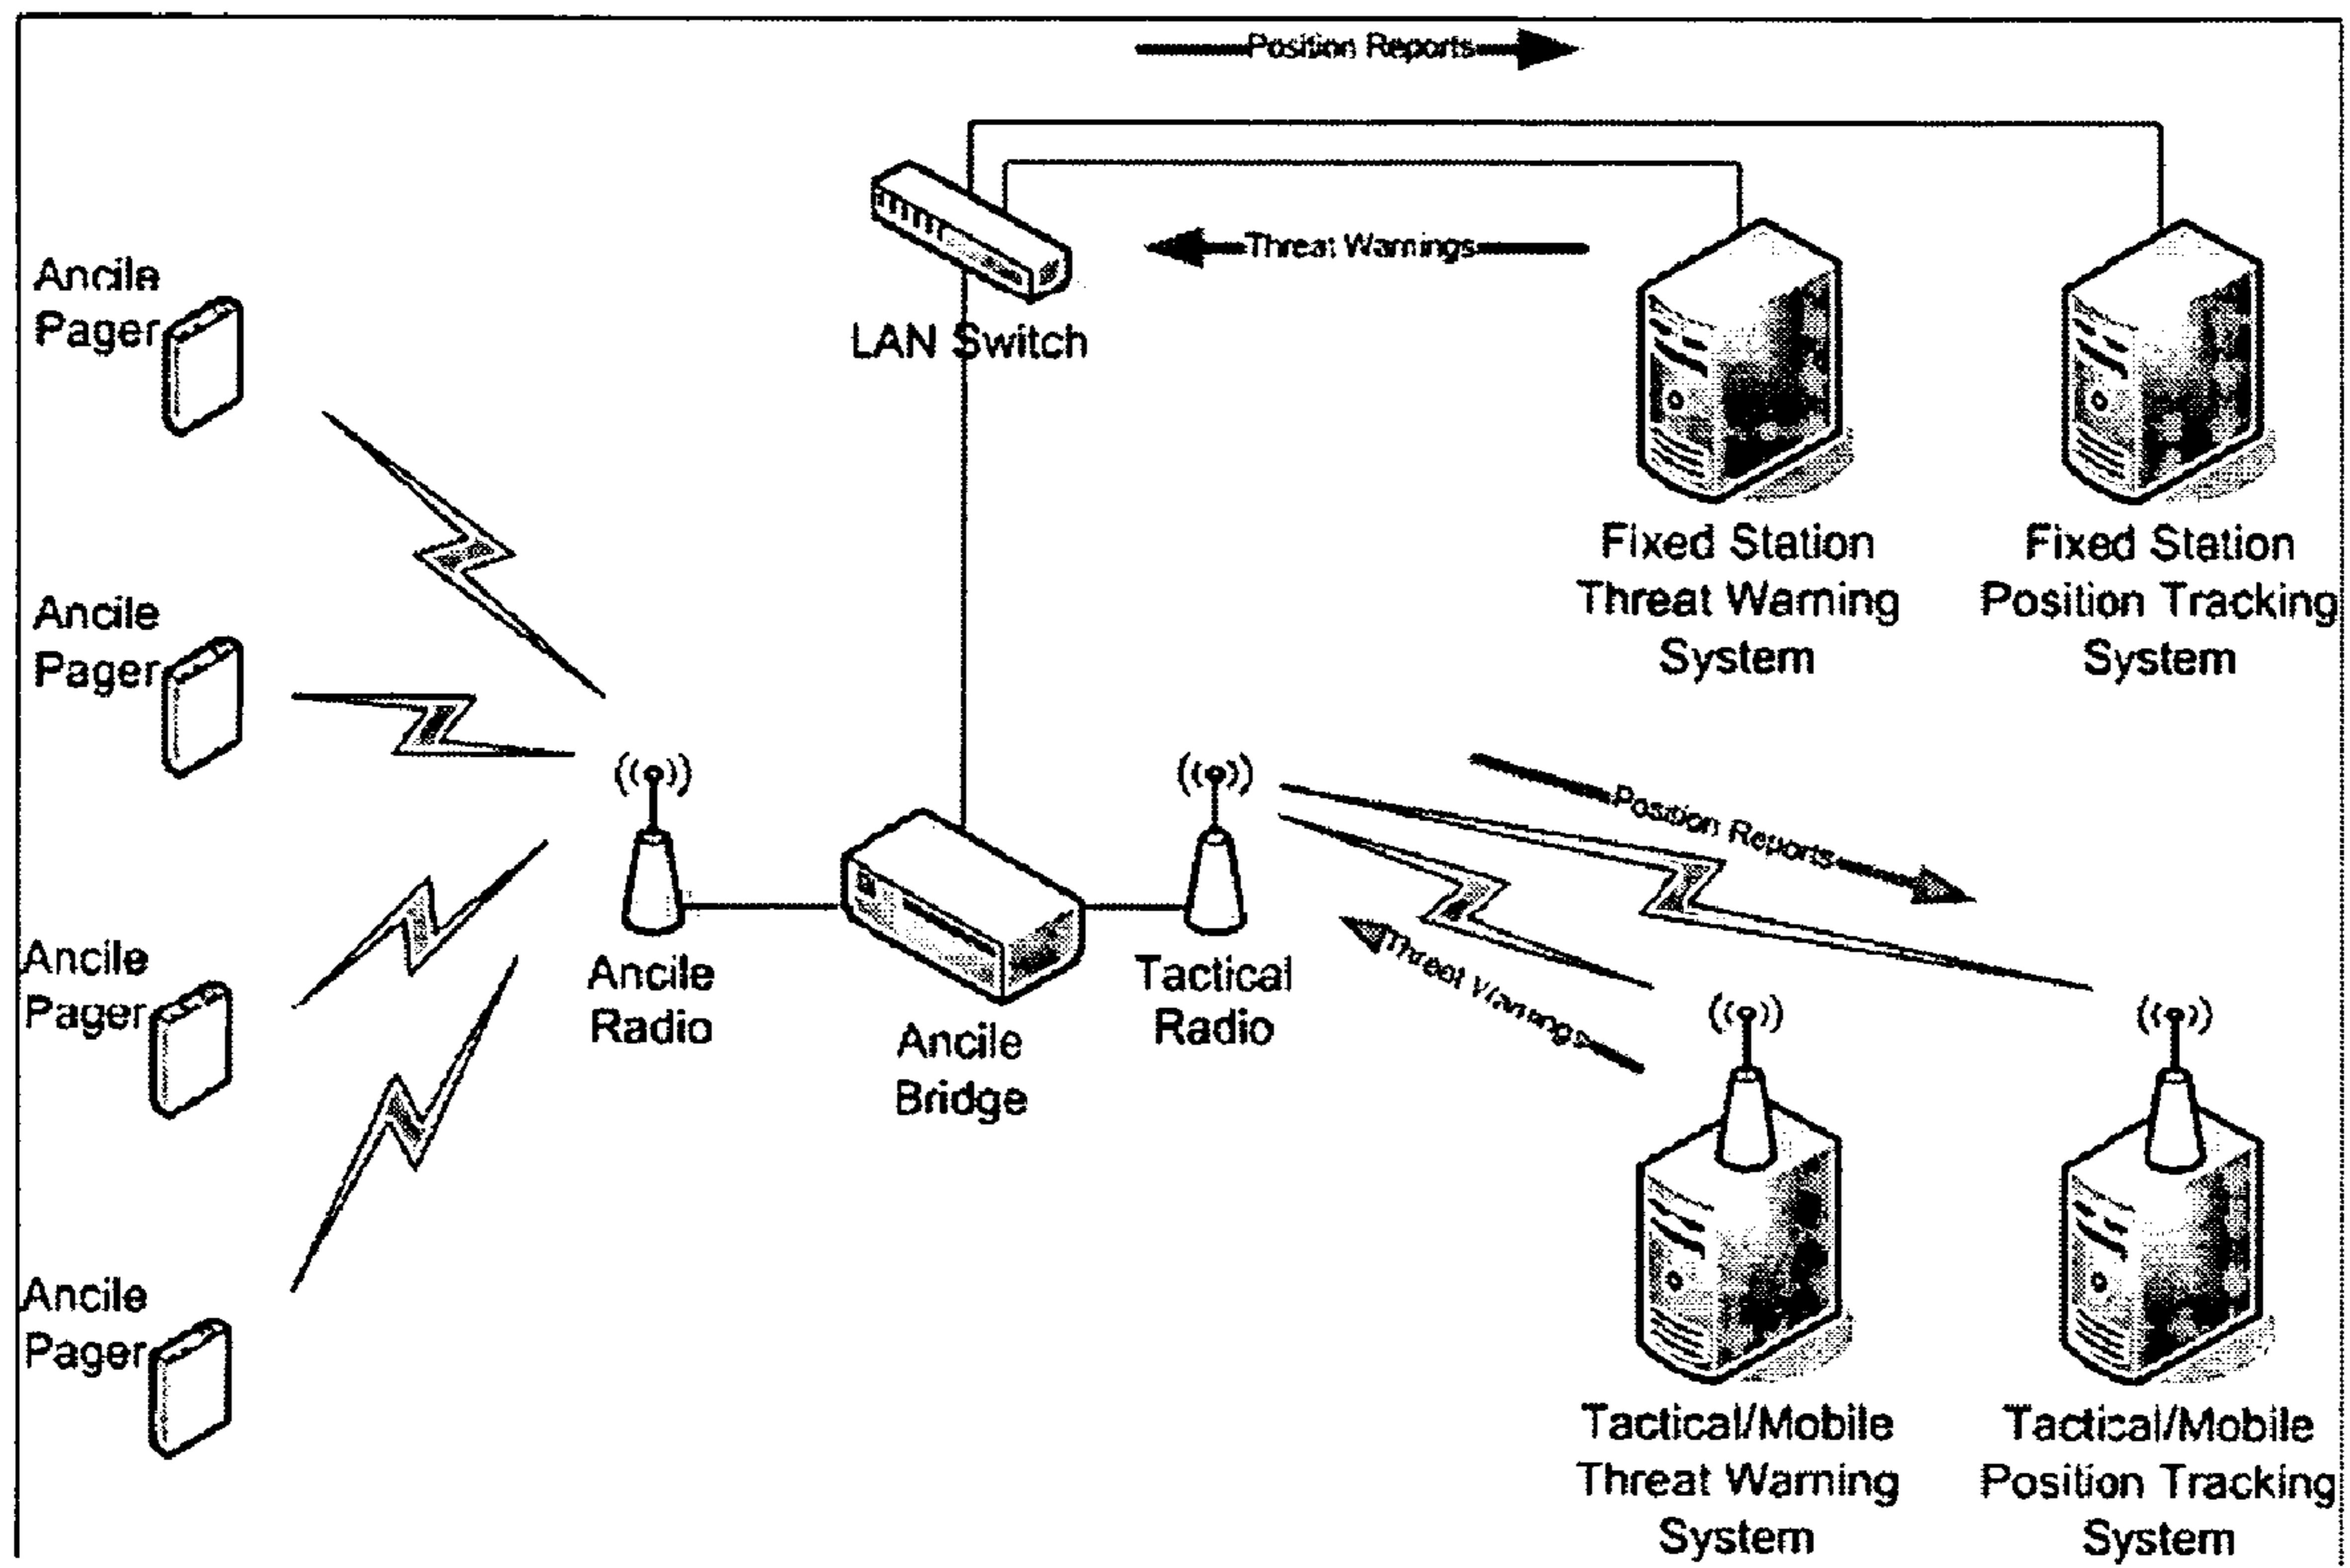 Position Reports
Threat Warnings
LAN Switch
Ancile
Pager
Fixed Station
Threat Warning
System
Fixed Station
Position Tracking
System
Ancile
Pager
Position Reports
Threat Warnings
Ancile
Radio
Ancile
Bridge
Tactical
Radio
Ancile
Pager
Ancile
Pager
Tactical/Mobile
Threat Warning
System
Tactical/Mobile
Position Tracking
System